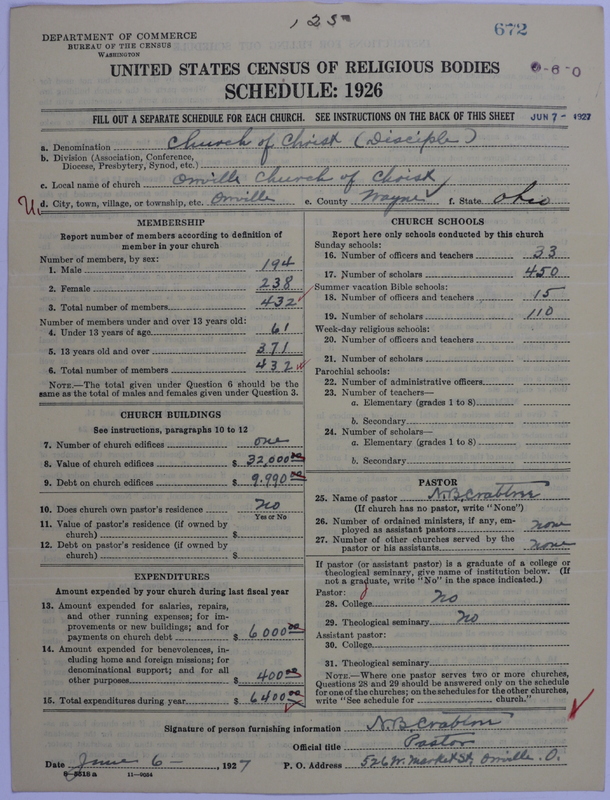 125
672
DEPARTMENT OF COMMERCE
BUREAU OF THE CENSUS
WASHINGTON
UNITED STATES CENSUS OF RELIGIOUS BODIES
SCHEDULE: 1926
FILL OUT A SEPARATE SCHEDULE FOR EACH CHURCH. SEE INSTRUCTIONS ON THE BACK OF THIS SHEET
JUN 7 - 1927
a. Denomination Church of Christ (Disciple)
b. Division (Association, Conference,
Diocese, Presbytery, Synod, etc.)
c. Local name of church Orrville Church of Christ
d. City, town, village, or township, etc. Orrville e. County Wayne f. State Ohio
MEMBERSHIP
Report number of members according to definition of
member in your church
Number of members, by sex:
1. Male 194
2. Female 238
3. Total number of members 432
Number of members under and over 13 years old:
4. Under 13 years of age 61
5. 13 years old and over 371
6. Total number of members 432
NOTE.—The total given under Question 6 should be the
same as the total of males and females given under Question 3.
CHURCH BUILDINGS
See instructions, paragraphs 10 to 12
7. Number of church edifices one
8. Value of church edifices $ 32,000 00
9. Debt on church edifices $ 9.990 00
10. Does church own pastor's residence no
Yes or No
11. Value of pastor's residence (if owned by
church) $
12. Debt on pastor's residence (if owned by
church) $
EXPENDITURES
Amount expended by your church during last fiscal year
13. Amount expended for salaries, repairs,
and other running expenses; for im-
provements or new buildings; and for
payments on church debt $ 6000 00
14. Amount expended for benevolences, in-
cluding home and foreign missions; for
denominational support; and for all
other purposes $ 400 00
15. Total expenditures during year $ 6400 00
CHURCH SCHOOLS
Report here only schools conducted by this church
Sunday schools:
16. Number of officers and teachers 33
17. Number of scholars 450
Summer vacation Bible schools:
18. Number of officers and teachers 15
19. Number of scholars 110
Week-day religious schools:
20. Number of officers and teachers
21. Number of scholars
Parochial schools:
22. Number of administrative officers
23. Number of teachers—
a. Elementary (grades 1 to 8)
b. Secondary
24. Number of scholars—
a. Elementary (grades 1 to 8)
b. Secondary
PASTOR
25. Name of pastor N.B.Crabtree
(If church has no pastor, write "None")
26. Number of ordained ministers, if any, em-
ployed as assistant pastors none
27. Number of other churches served by the
pastor or his assistants none
If pastor (or assistant pastor) is a graduate of a college or
theological seminary, give name of institution below. (If
not a graduate, write "No" in the space indicated.)
Pastor:
28. College no
29. Theological seminary no
Assistant pastor:
30. College
31. Theological seminary
NOTE.—Where one pastor serves two or more churches,
Questions 28 and 29 should be answered only on the schedule
for one of the churches; on the schedules for the other churches,
write "See schedule for church."
Signature of person furnishing information N.B.Crabtree
Official title Pastor
Date June 6 — , 1927 P. O. Address 526 W. Market St, Orrville. O.
8-5518 a 11—9034